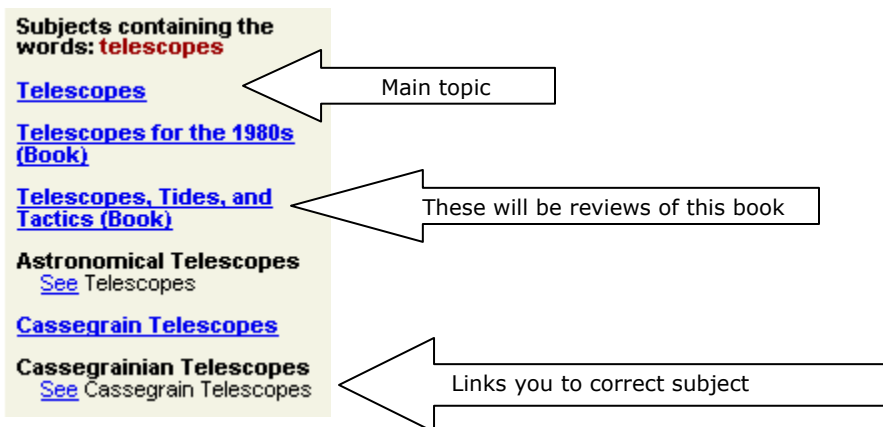 Subjects containing the
words: telescopes
Telescopes
Main topic
Telescopes for the 1980s
(Book)
Telescopes, Tides, and
Tactics (Book)
These will be reviews of this book
Astronomical Telescopes
See Telescopes
Cassegrain Telescopes
Cassegrainian Telescopes
See Cassegrain Telescopes
Links you to correct subject